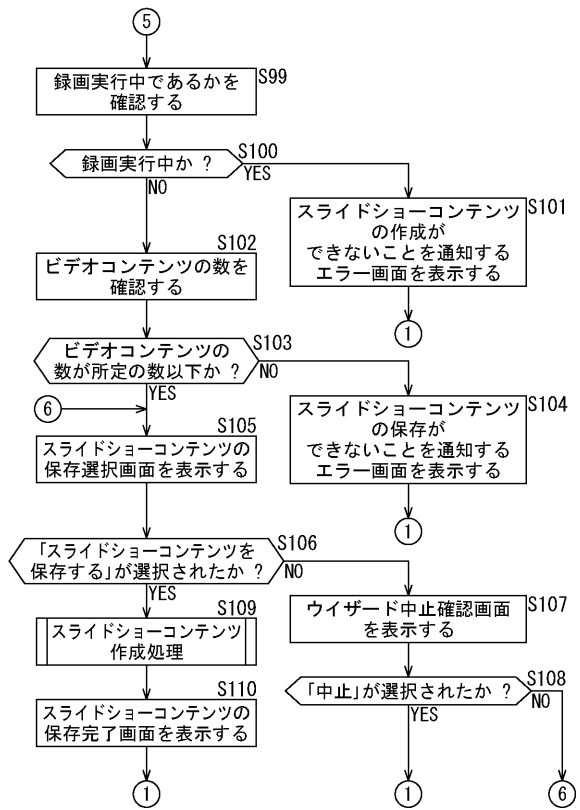 5
録画実行中であるかを
確認する
S99
録画実行中か ?
S100
YES
NO
スライドショーコンテンツ
の作成が
できないことを通知する
エラー画面を表示する
S101
1
S102
ビデオコンテンツの数を
確認する
ビデオコンテンツの
数が所定の数以下か ?
S103
NO
YES
6
スライドショーコンテンツ
の保存が
できないことを通知する
エラー画面を表示する
S104
1
S105
スライドショーコンテンツの
保存選択画面を表示する
「スライドショーコンテンツを
保存する」が選択されたか ?
S106
NO
YES
S109
スライドショーコンテンツ
作成処理
ウイザード中止確認画面
を表示する
S107
S110
スライドショーコンテンツの
保存完了画面を表示する
「中止」が選択されたか ?
S108
YES
NO
1
1
6